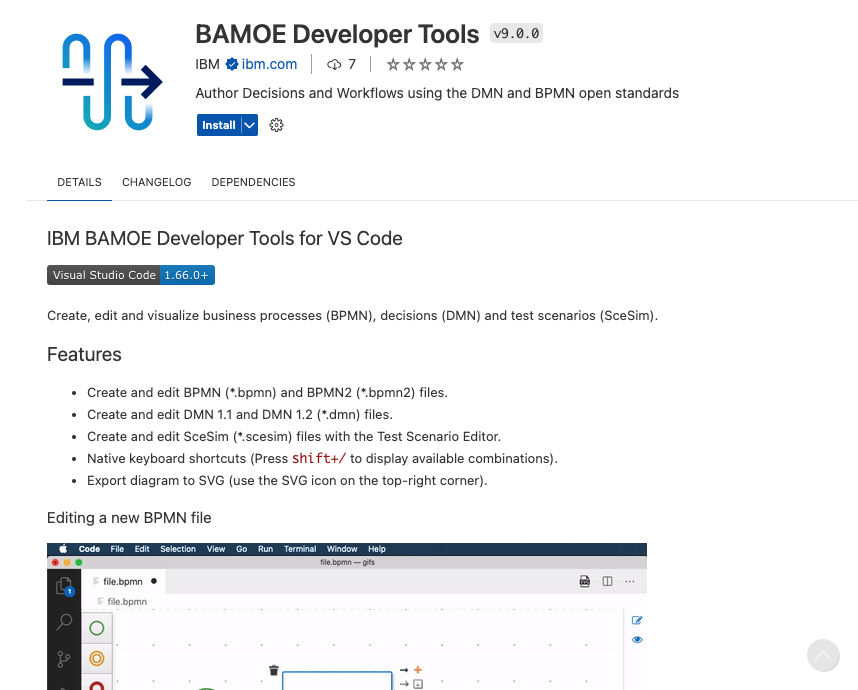 BAMOE Developer Tools v9.0.0
IBM ibm.com 7
Author Decisions and Workflows using the DMN and BPMN open standards
Install
DETAILS CHANGELOG DEPENDENCIES
IBM BAMOE Developer Tools for VS Code
Visual Studio Code 1.66.0+
Create, edit and visualize business processes (BPMN), decisions (DMN) and test scenarios (SceSim).
Features
• Create and edit BPMN (*.bpmn) and BPMN2 (*.bpmn2) files.
• Create and edit DMN 1.1 and DMN 1.2 (*.dmn) files.
• Create and edit SceSim (*.scesim) files with the Test Scenario Editor.
• Native keyboard shortcuts (Press shift+/ to display available combinations).
• Export diagram to SVG (use the SVG icon on the top-right corner).
Editing a new BPMN file
Code File Edit Selection View Go Run Terminal Window Help
file.bpmn — gifs
file.bpmn
1
file.bpmn